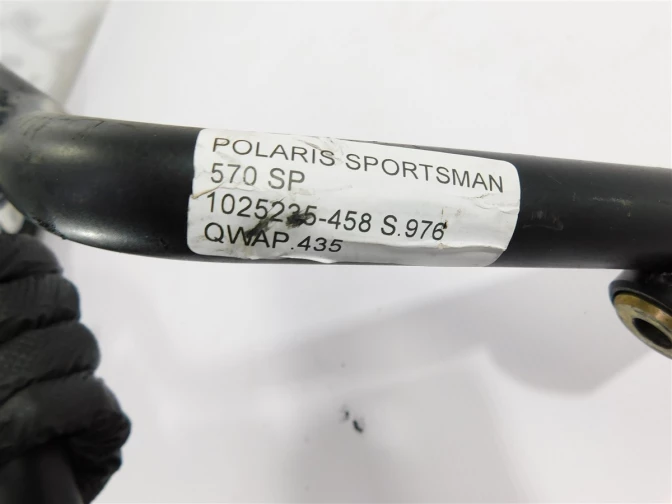 POLARIS SPORTSMAN
570 SP
1025235-458 S.976
QWAP.435